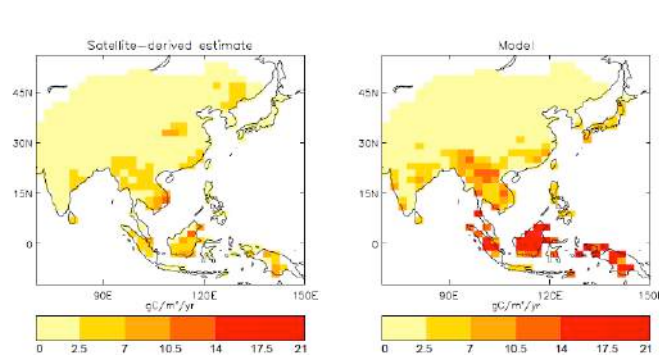 Satellite-derived estimate
45N
30N
15N
0
90E 120E 150E
gC/m²/yr
0 2.5 7 10.5 14 17.5 21
Model
45N
30N
15N
0
90E 120E 150E
gC/m²/yr
0 2.5 7 10.5 14 17.5 21